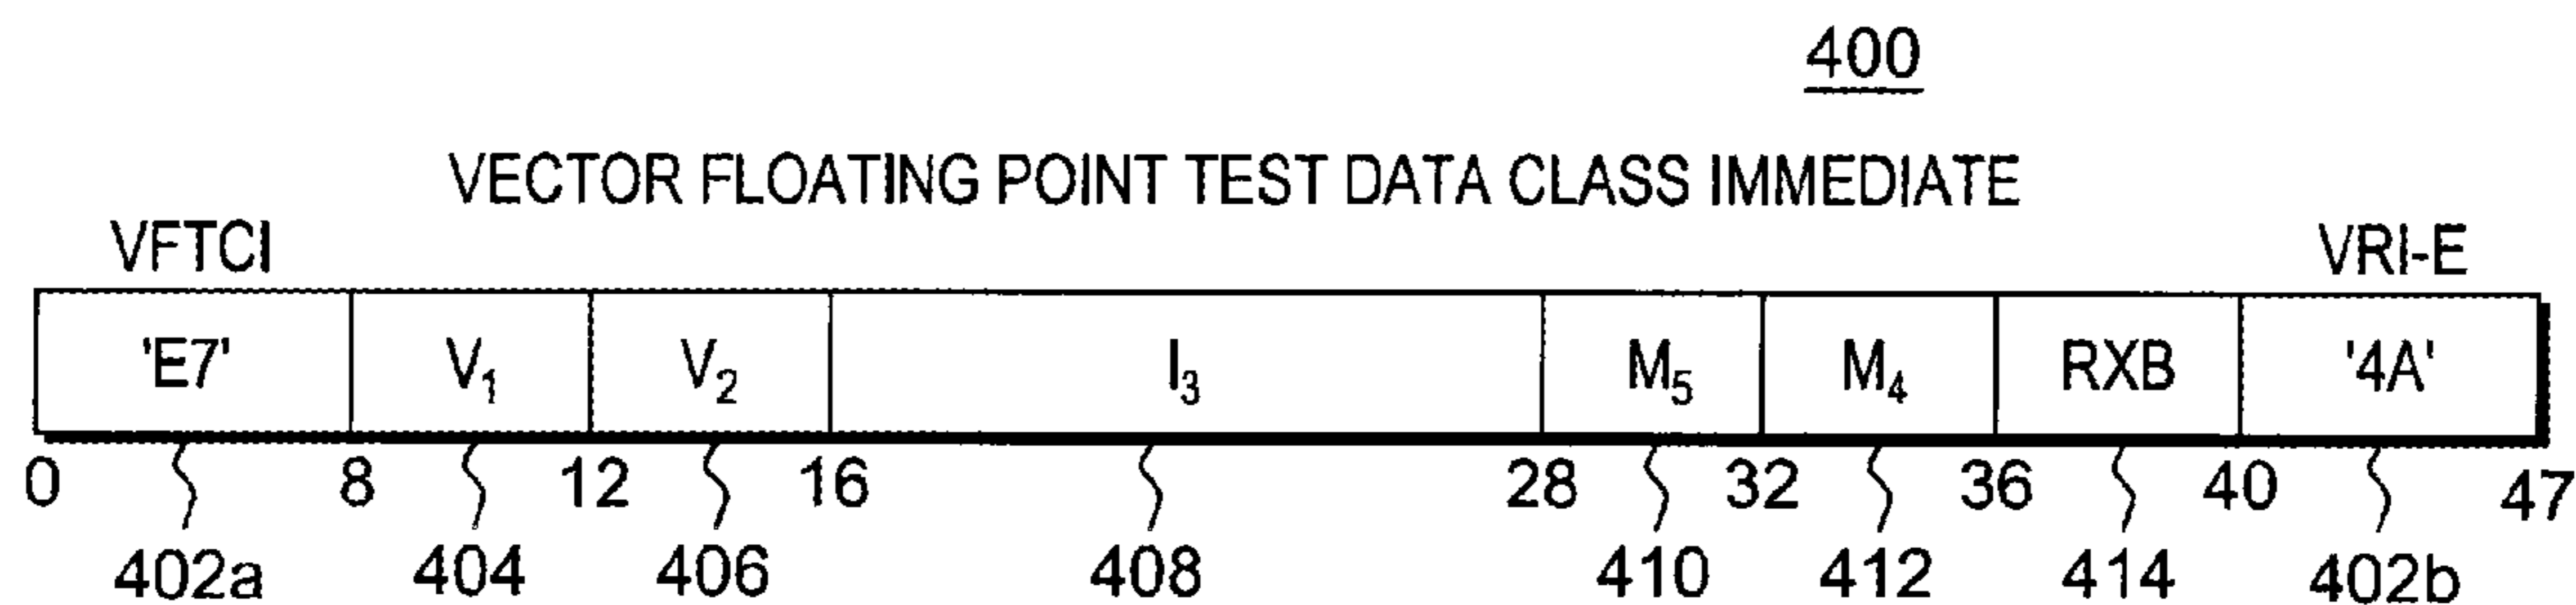 400
VECTOR FLOATING POINT TEST DATA CLASS IMMEDIATE
VFTCI VRI-E
'E7' V1 V2 I3 M5 M4 RXB '4A'
0 8 12 16 28 32 36 40 47
402a 404 406 408 410 412 414 402b